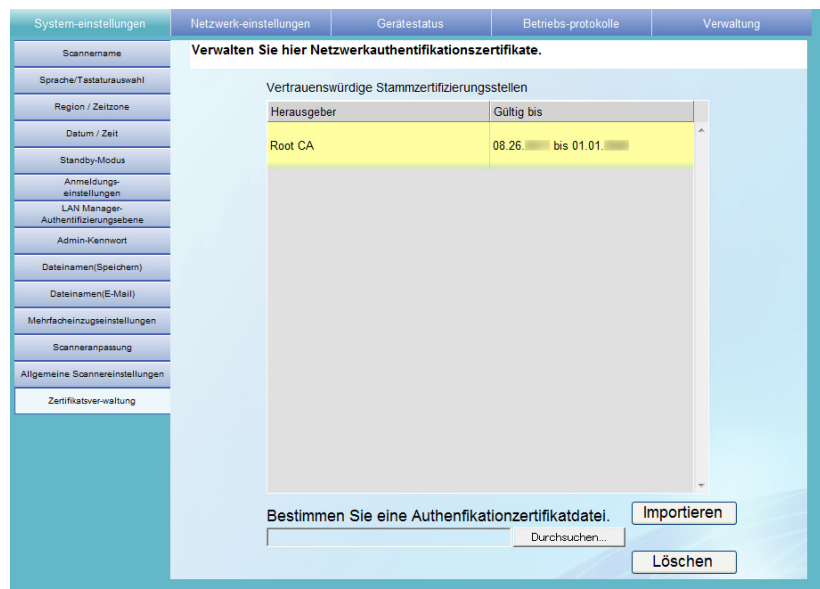 System-einstellungen
Netzwerk-einstellungen
Gerätestatus
Betriebs-protokolle
Verwaltung
Scannername
Sprache/Tastaturauswahl
Region / Zeitzone
Datum / Zeit
Standby-Modus
Anmeldungs-
einstellungen
LAN Manager-
Authentifizierungsebene
Admin-Kennwort
Dateinamen(Speichern)
Dateinamen(E-Mail)
Mehrfacheinzugseinstellungen
Scanneranpassung
Allgemeine Scannereinstellungen
Zertifikatsver-waltung
Verwalten Sie hier Netzwerkauthentifikationszertifikate.
Vertrauenswürdige Stammzertifizierungsstellen
Herausgeber
Gültig bis
Root CA
08.26. bis 01.01.
Bestimmen Sie eine Authenfikationzertifikatdatei.
Importieren
Durchsuchen...
Löschen